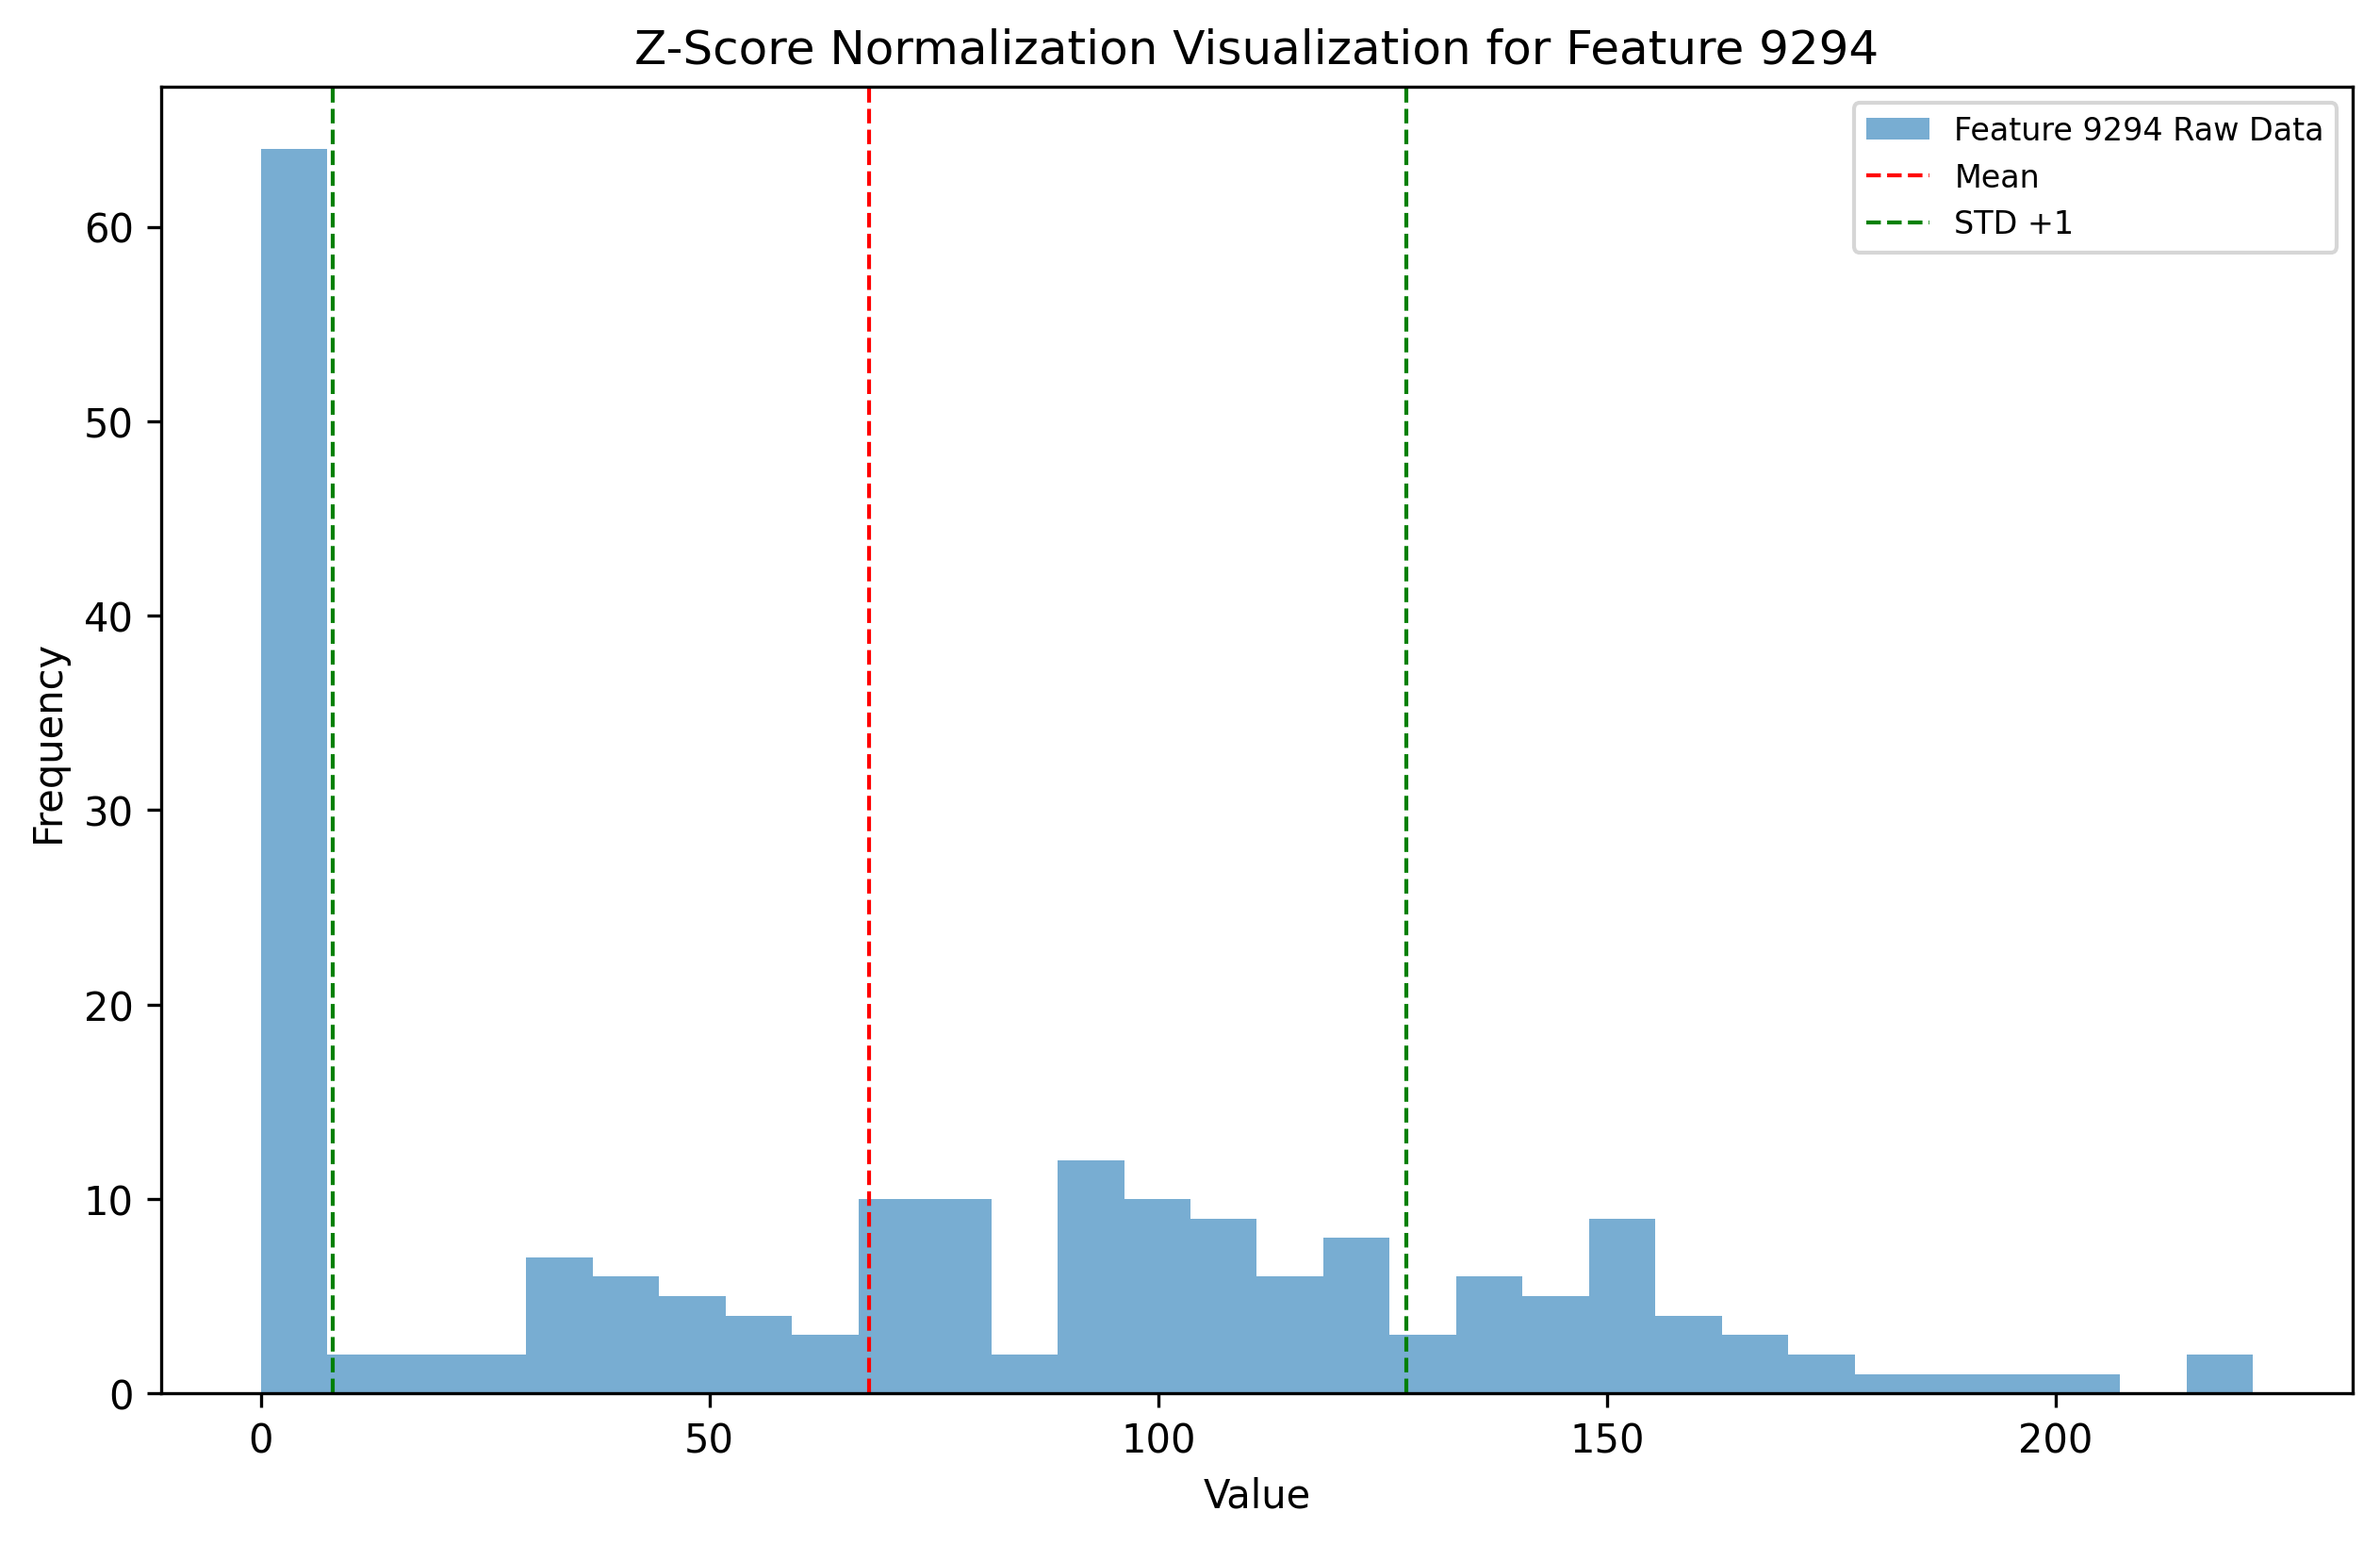 Z-Score Normalization Visualization for Feature 9294
Feature 9294 Raw Data
Mean
STD +1
60
50
40
30
20
10
0
Frequency
0 50 100 150 200
Value